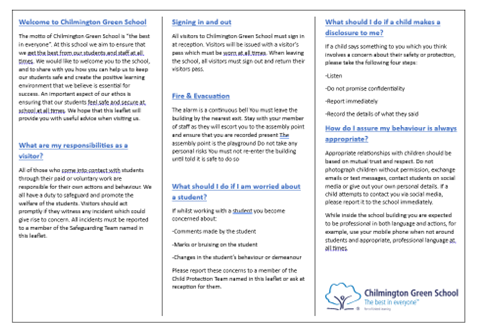 Welcome to Chilmington Green School
The motto of Chilmington Green School is "the best
in everyone". At this school we aim to ensure that
we get the best from our students and staff at all
times. We would like to welcome you to the school,
and to share with you how you can help us to keep
our students safe and create the positive learning
environment that we believe is essential for
success. An important aspect of our ethos is
ensuring that our students feel safe and secure at
school at all times. We hope that this leaflet will
provide you with useful advice when visiting us.
What are my responsibilities as a
visitor?
All of those who come into contact with students
through their paid or voluntary work are
responsible for their own actions and behaviour. We
all have a duty to safeguard and promote the
welfare of the students. Visitors should act
promptly if they witness any incident which could
give rise to concern. All incidents must be reported
to a member of the Safeguarding Team named in
this leaflet.
Signing in and out
All visitors to Chilmington Green School must sign in
at reception. Visitors will be issued with a visitor's
pass which must be worn at all times. When leaving
the school, all visitors must sign out and return their
visitors pass.
Fire & Evacuation
The alarm is a continuous bell You must leave the
building by the nearest exit. Stay with your member
of staff as they will escort you to the assembly point
and ensure that you are recorded present The
assembly point is the playground Do not take any
personal risks You must not re-enter the building
until told it is safe to do so
What should I do if I am worried about
a student?
If whilst working with a student you become
concerned about:
-Comments made by the student
-Marks or bruising on the student
-Changes in the student's behaviour or demeanour
Please report these concerns to a member of the
Child Protection Team named in this leaflet or ask at
reception for them.
What should I do if a child makes a
disclosure to me?
If a child says something to you which you think
involves a concern about their safety or protection,
please take the following four steps:
-Listen
-Do not promise confidentiality
-Report immediately
-Record the details of what they said
How do I assure my behaviour is always
appropriate?
Appropriate relationships with children should be
based on mutual trust and respect. Do not
photograph children without permission, exchange
emails or text messages, contact students on social
media or give out your own personal details. If a
child attempts to contact you via social media,
please report it to the school immediately.
While inside the school building you are expected
to be professional in both language and actions, for
example, use your mobile phone when not around
students and appropriate, professional language at
all times.
Chilmington Green School
The best in everyone™